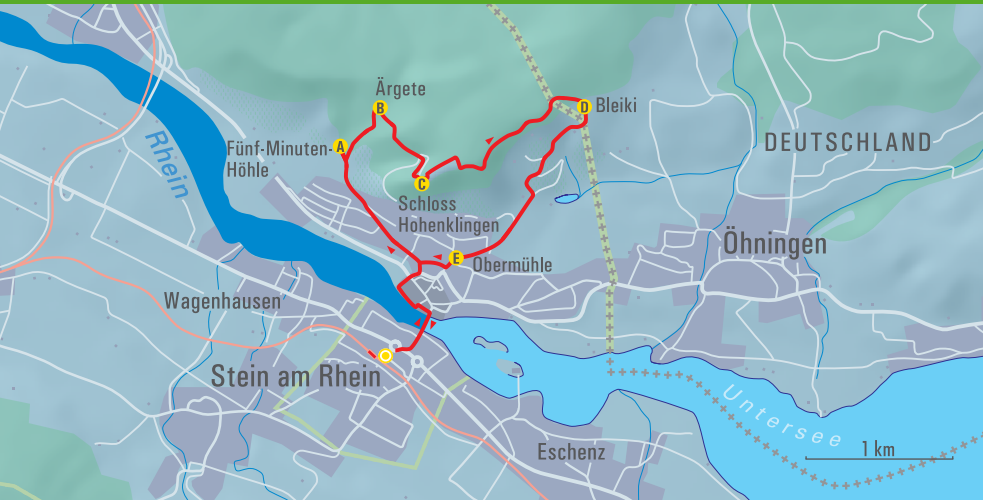 Ärgete
B
D Bleiki
Rhein
Fünf-Minuten-
Höhle
A
DEUTSCHLAND
C
Schloss
Hohenklingen
E Obermühle
Öhningen
Wagenhausen
Stein am Rhein
Untersee
Eschenz
1 km